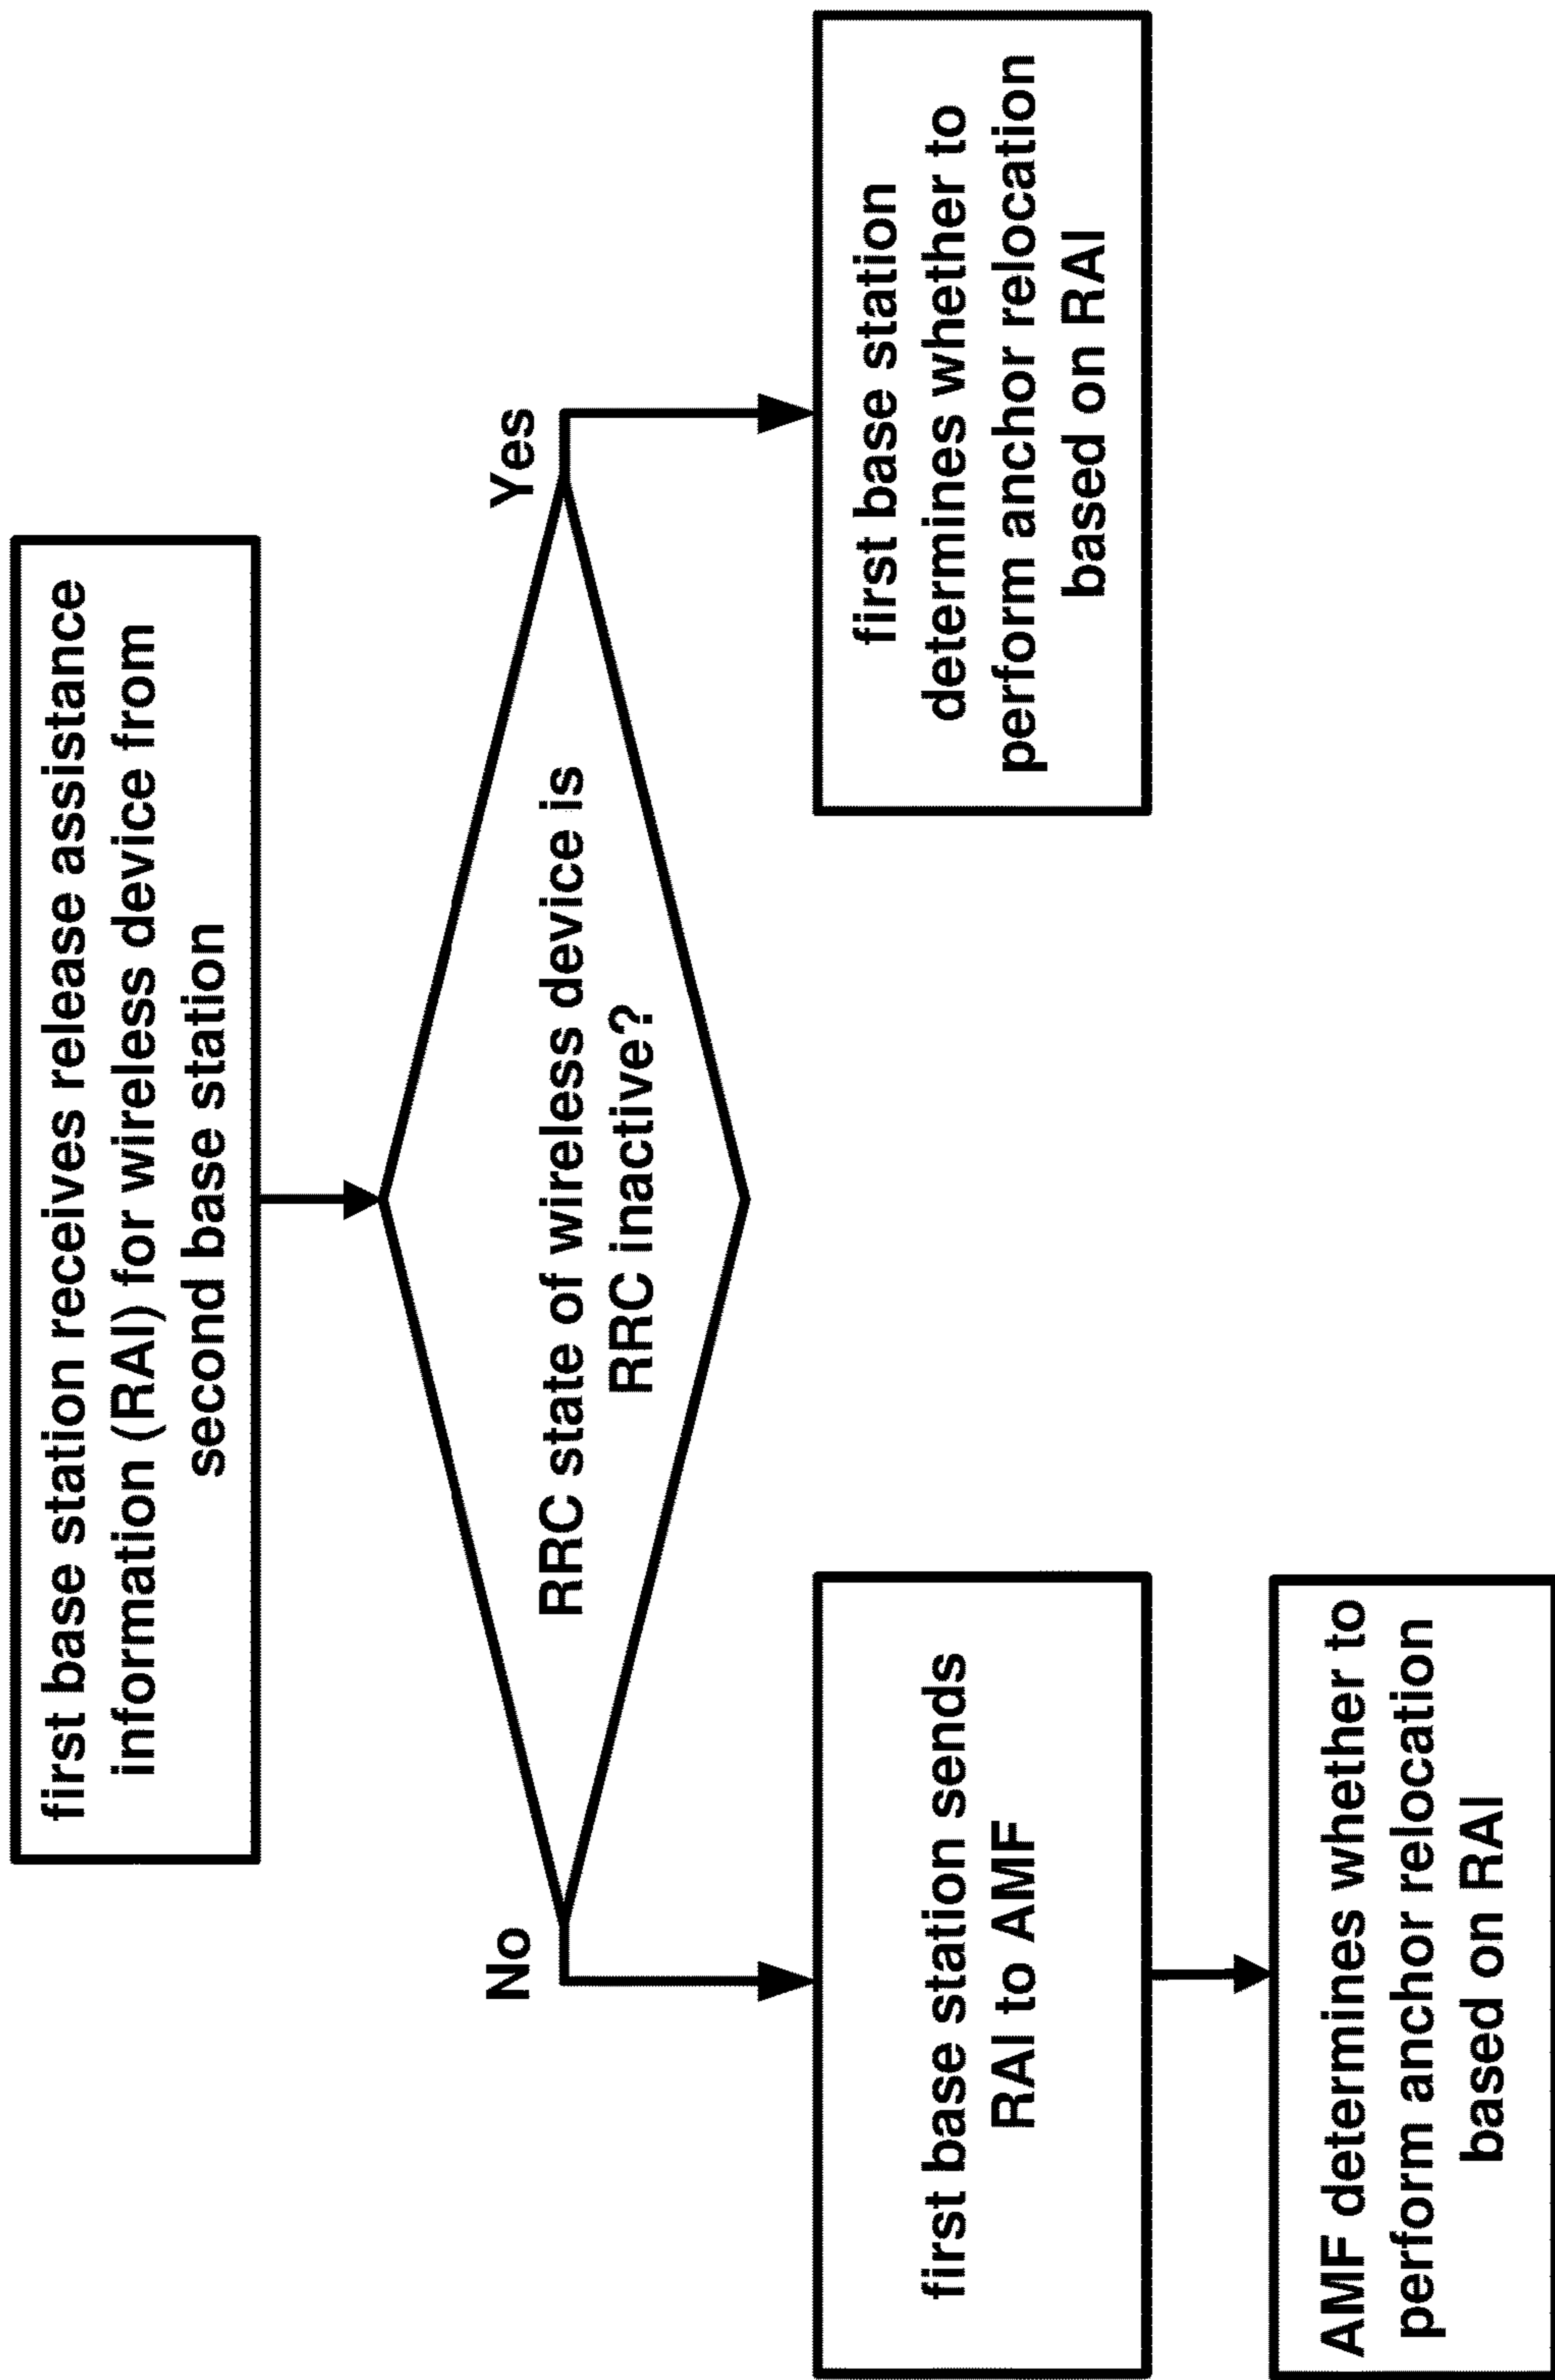 first base station receives release assistance
information (RAI) for wireless device from
second base station
RRC state of wireless device is
RRC inactive?
No
Yes
first base station sends
RAI to AMF
first base station
determines whether to
perform anchor relocation
based on RAI
AMF determines whether to
perform anchor relocation
based on RAI